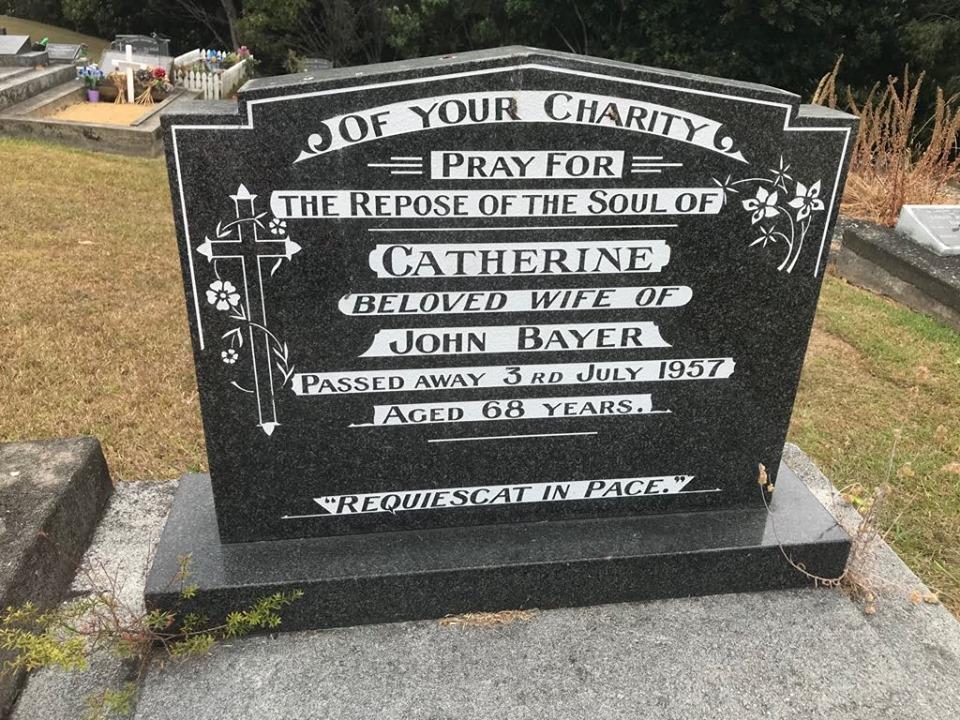 OF YOUR CHARITY
PRAY FOR
THE REPOSE OF THE SOUL OF
CATHERINE
BELOVED WIFE OF
JOHN BAYER
PASSED AWAY 3RD JULY 1957
AGED 68 YEARS.
"REQUIESCAT IN PACE."